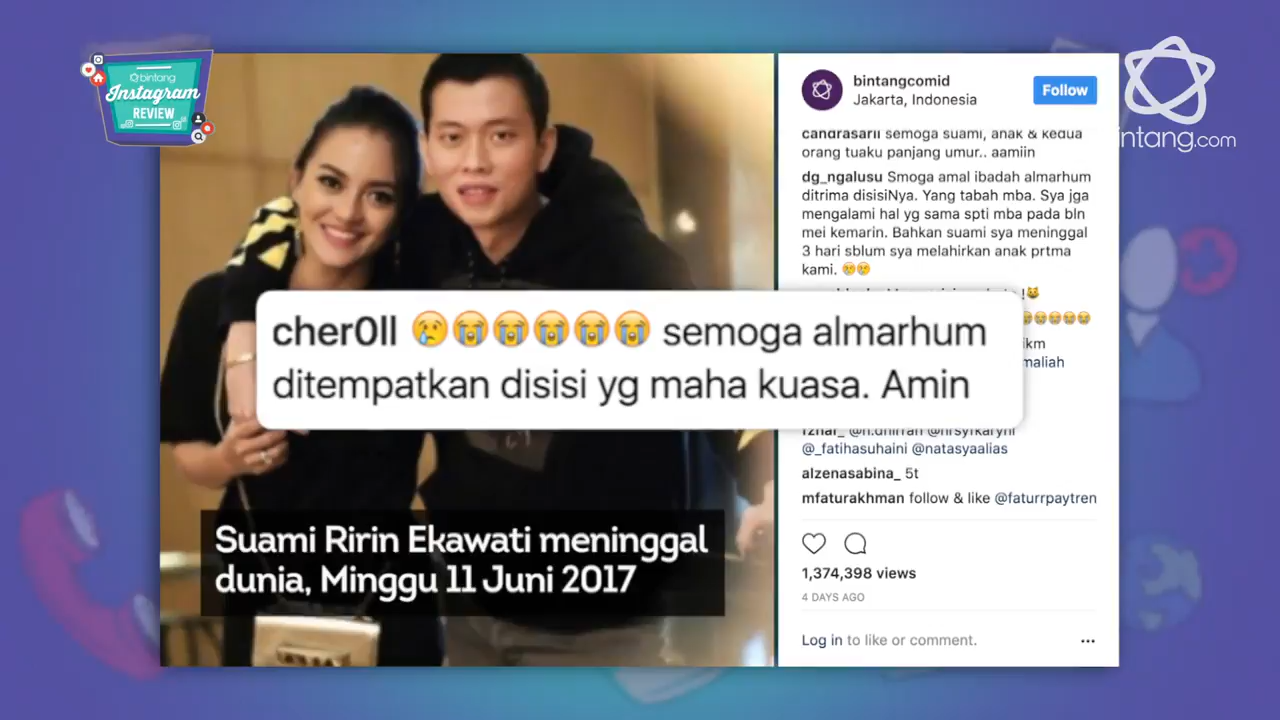 bintang
Instagram
REVIEW
bintangcomid
Jakarta, Indonesia
Follow
bintang.com
candrasarii semoga suami, anak & kedua
orang tuaku panjang umur.. aamiin
dg_ngalusu Smoga amal ibadah almarhum
ditrima disisiNya. Yang tabah mba. Sya jga
mengalami hal yg sama spti mba pada bln
mei kemarin. Bahkan suami sya meninggal
3 hari sblum sya melahirkan anak prtma
kami. 😢😢
cher0ll 😢😭😭😭😭😭 semoga almarhum
ditempatkan disisi yg maha kuasa. Amin
@_fatihasuhaini @natasyaalias
alzenasabina_ 5t
mfaturakhman follow & like @faturrpaytren
Suami Ririn Ekawati meninggal
dunia, Minggu 11 Juni 2017
1,374,398 views
4 DAYS AGO
Log in to like or comment.